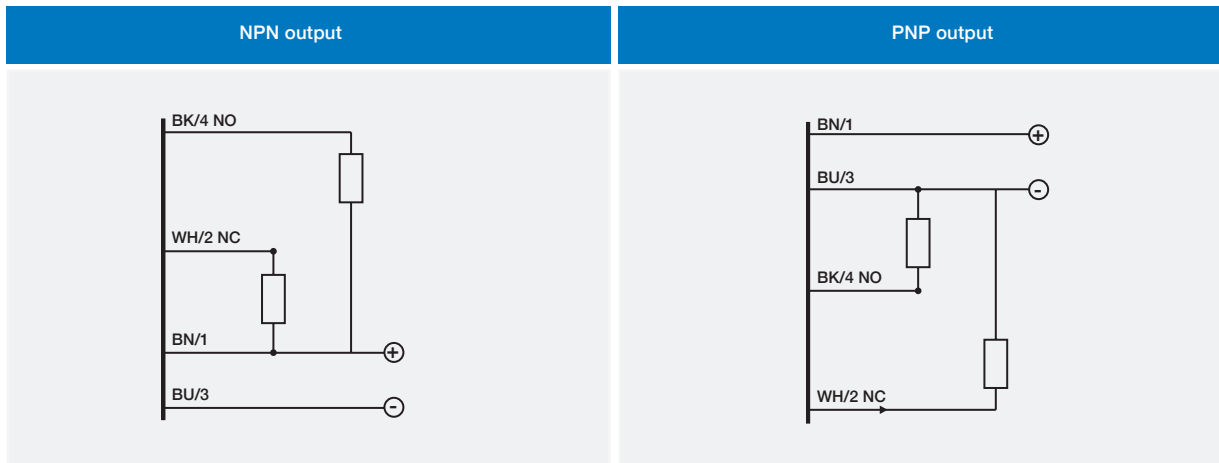 NPN output
PNP output
BK/4 NO
WH/2 NC
BN/1
+
BU/3
-
BN/1
+
BU/3
-
BK/4 NO
WH/2 NC